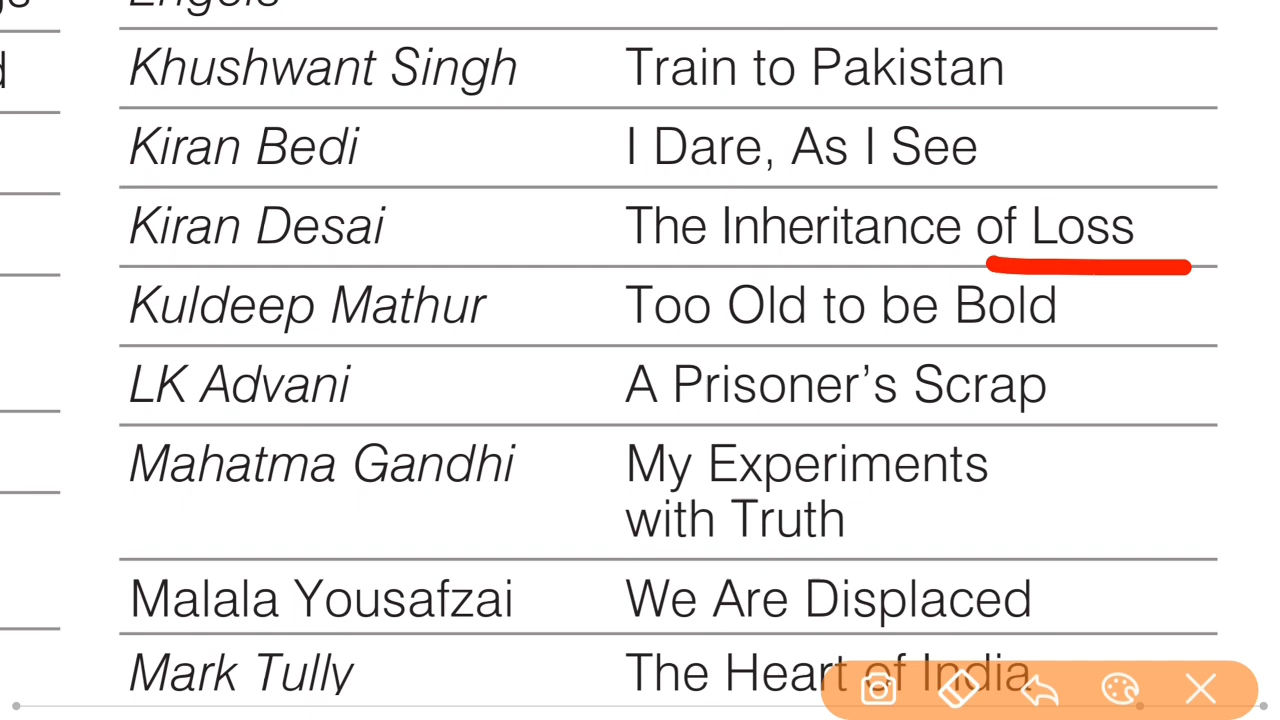 Engels
Khushwant Singh Train to Pakistan
Kiran Bedi I Dare, As I See
Kiran Desai The Inheritance of Loss
Kuldeep Mathur Too Old to be Bold
LK Advani A Prisoner’s Scrap
Mahatma Gandhi My Experiments
with Truth
Malala Yousafzai We Are Displaced
Mark Tully The Heart of India